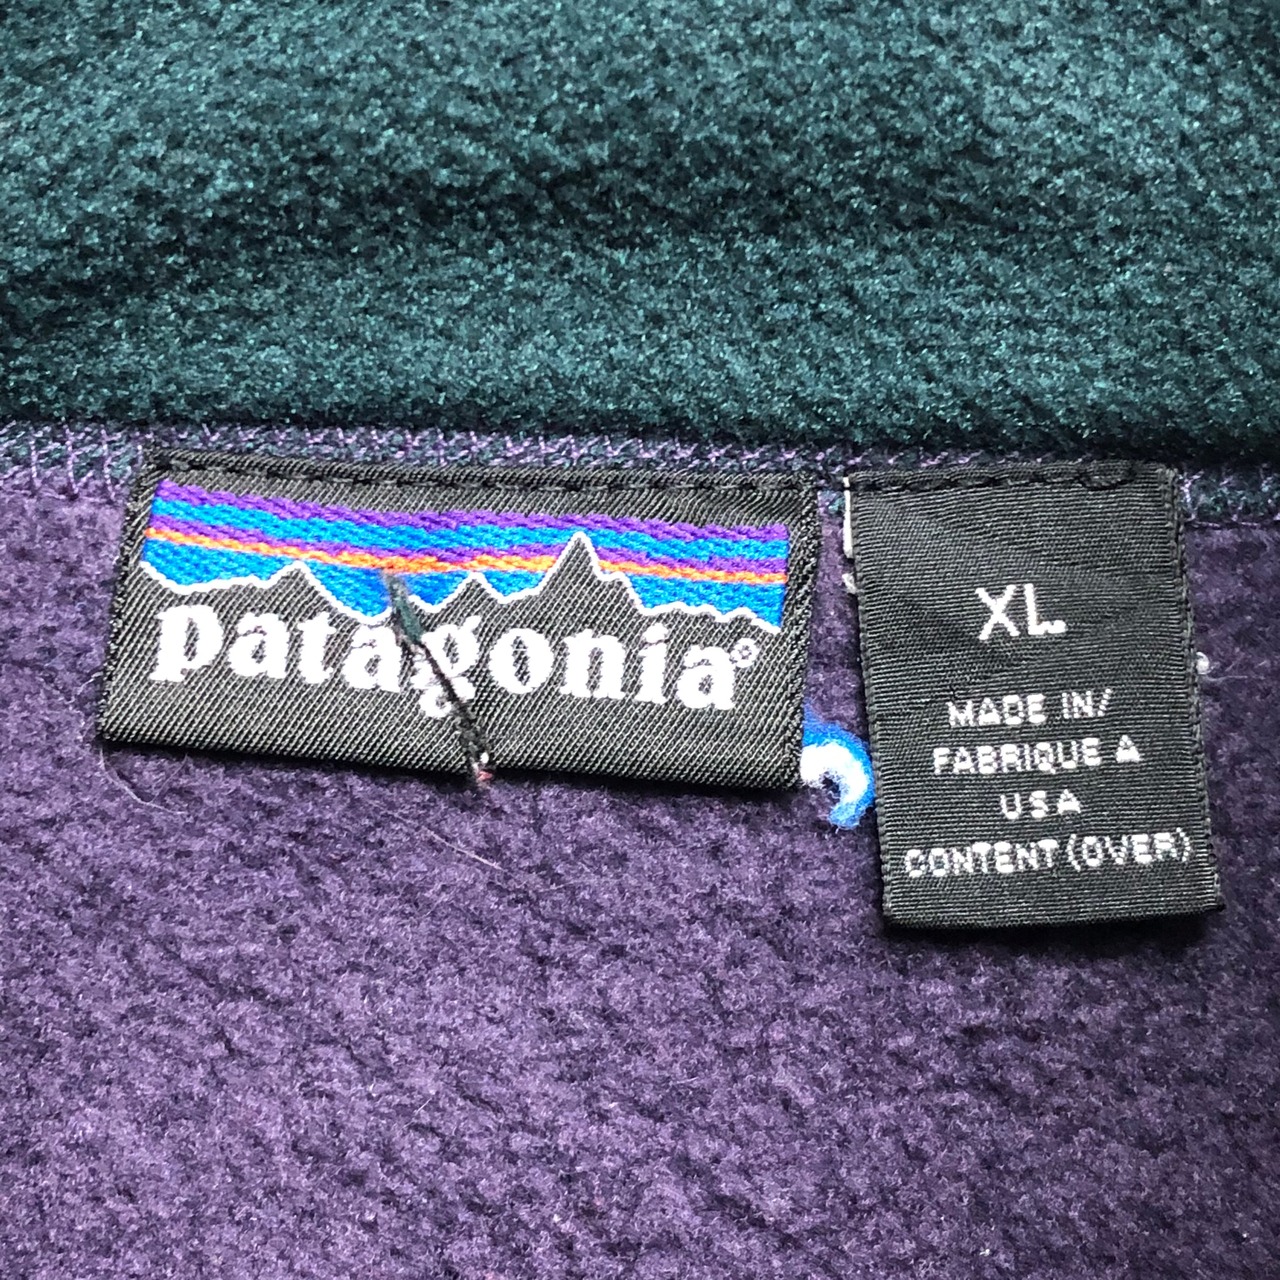 patagonia®
XL
MADE IN/
FABRIQUE A
USA
CONTENT (OVER)